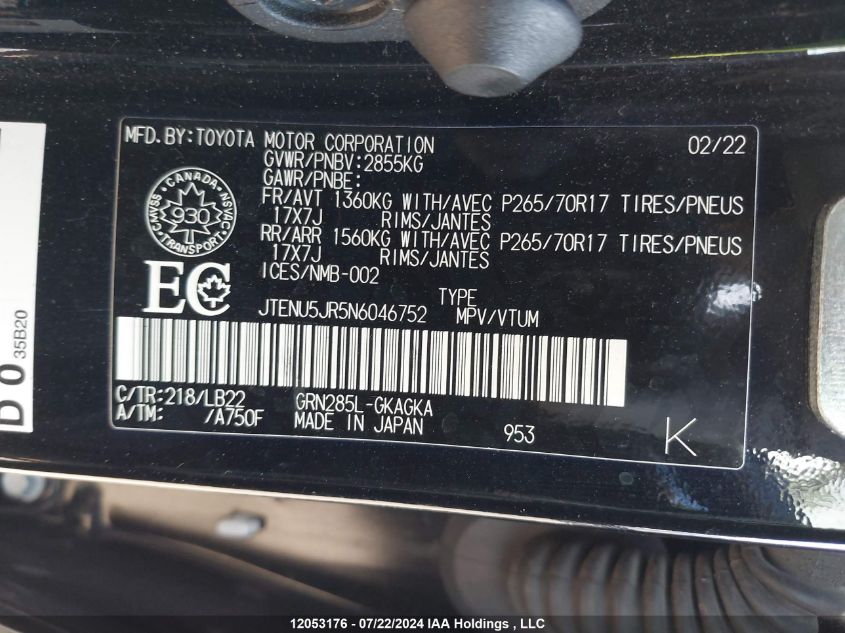 MFD. BY: TOYOTA MOTOR CORPORATION 02/22
GVWR/PNBV: 2855KG
GAWR/PNBE:
FR/AVT 1360KG WITH/AVEC P265/70R17 TIRES/PNEUS
17X7J RIMS/JANTES
RR/ARR 1560KG WITH/AVEC P265/70R17 TIRES/PNEUS
17X7J RIMS/JANTES
ICES/NMB-002
CANADA
CMVSS 930 NSVAC
TRANSPORT
EC
TYPE
JTENU5JR5N6046752 MPV/VTUM
C/TR: 218/LB22 GRN285L-GKAGKA
A/TM: /A750F MADE IN JAPAN 953 K
D 0 35B20
12053176 - 07/22/2024 IAA Holdings , LLC